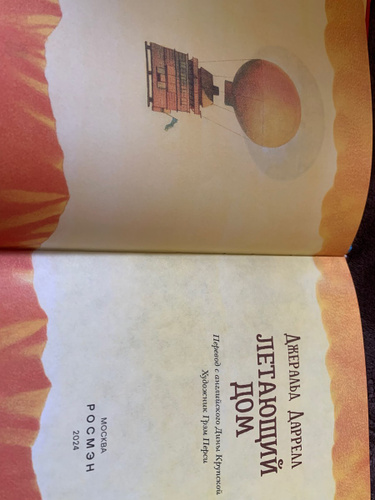 Джеральд Даррелл
ЛЕТАЮЩИЙ
ДОМ
Перевод с английского Дины Крупской
Художник Грэм Перси
МОСКВА
РОСМЭН
2024